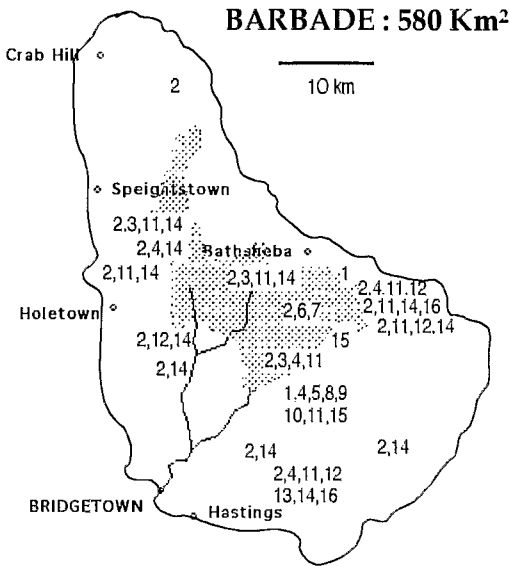 BARBADE : 580 Km²
10 km
Crab Hill
2
Speightstown
2,3,11,14
2,4,14
Bathsheba
2,11,14
2,3,11,14
1
2,4,11,12
Holetown
2,6,7
2,11,14,16
2,11,12,14
2,12,14
15
2,14
2,3,4,11
1,4,5,8,9
10,11,15
2,14
2,14
2,4,11,12
13,14,16
BRIDGETOWN
Hastings